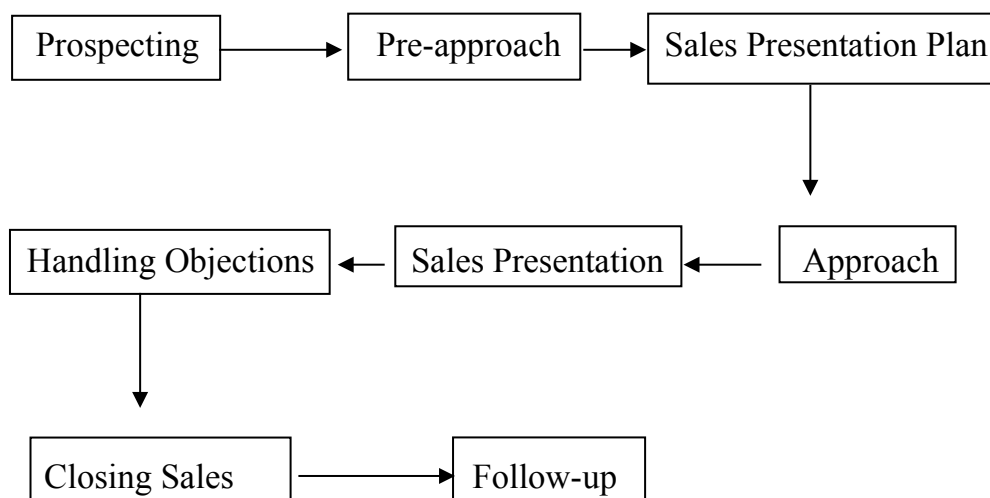 Prospecting
Pre-approach
Sales Presentation Plan
Approach
Sales Presentation
Handling Objections
Closing Sales
Follow-up